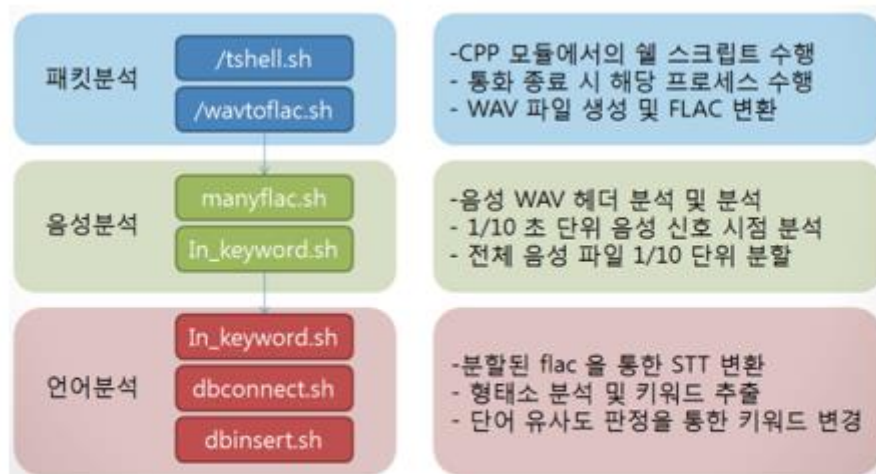 패킷분석
/tshell.sh
/wavtoflac.sh
-CPP 모듈에서의 쉘 스크립트 수행
- 통화 종료 시 해당 프로세스 수행
- WAV 파일 생성 및 FLAC 변환
음성분석
manyflac.sh
In_keyword.sh
-음성 WAV 헤더 분석 및 분석
- 1/10 초 단위 음성 신호 시점 분석
- 전체 음성 파일 1/10 단위 분할
언어분석
In_keyword.sh
dbconnect.sh
dbinsert.sh
-분할된 flac 을 통한 STT 변환
- 형태소 분석 및 키워드 추출
- 단어 유사도 판정을 통한 키워드 변경